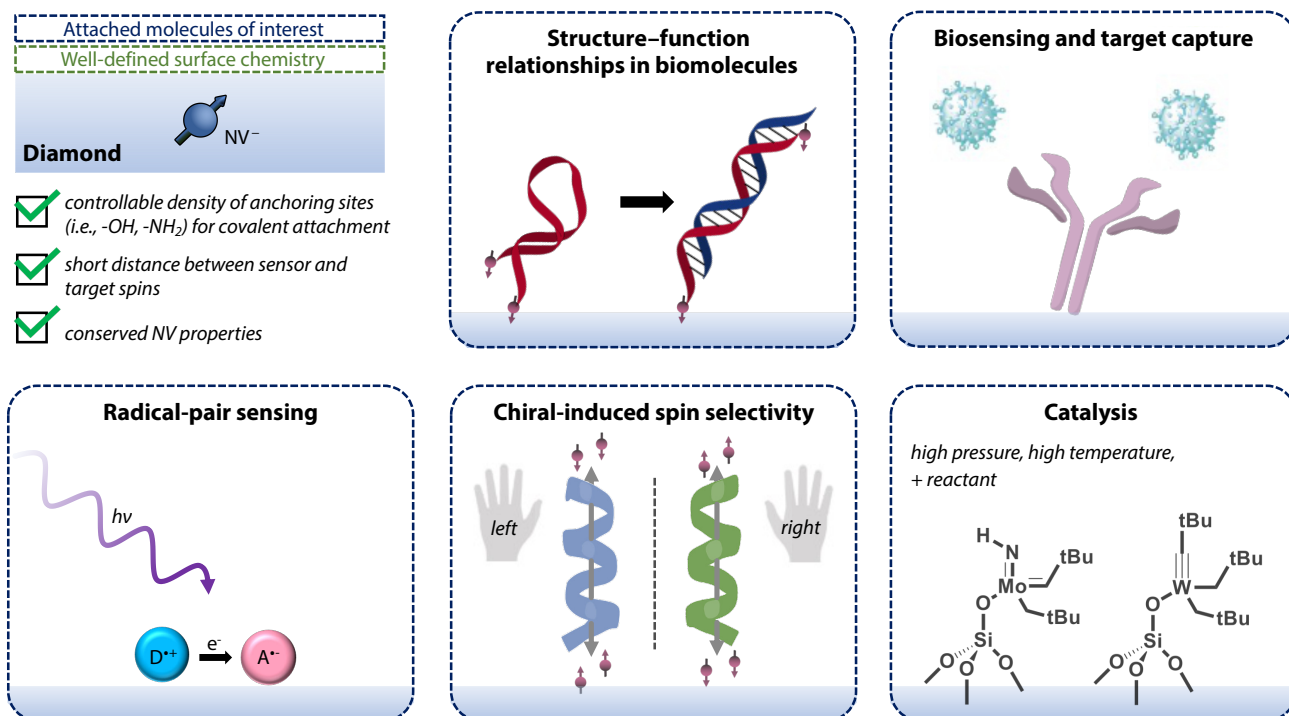 Attached molecules of interest
Well-defined surface chemistry
NV⁻
Diamond
controllable density of anchoring sites
(i.e., -OH, -NH₂) for covalent attachment
short distance between sensor and
target spins
conserved NV properties
Structure–function
relationships in biomolecules
Biosensing and target capture
Radical-pair sensing
hν
D•+
e⁻
A•-
Chiral-induced spin selectivity
left
right
Catalysis
high pressure, high temperature,
+ reactant
H
N
tBu
Mo
O
tBu
Si
O
O
O
tBu
tBu
W
O
tBu
Si
O
O
O